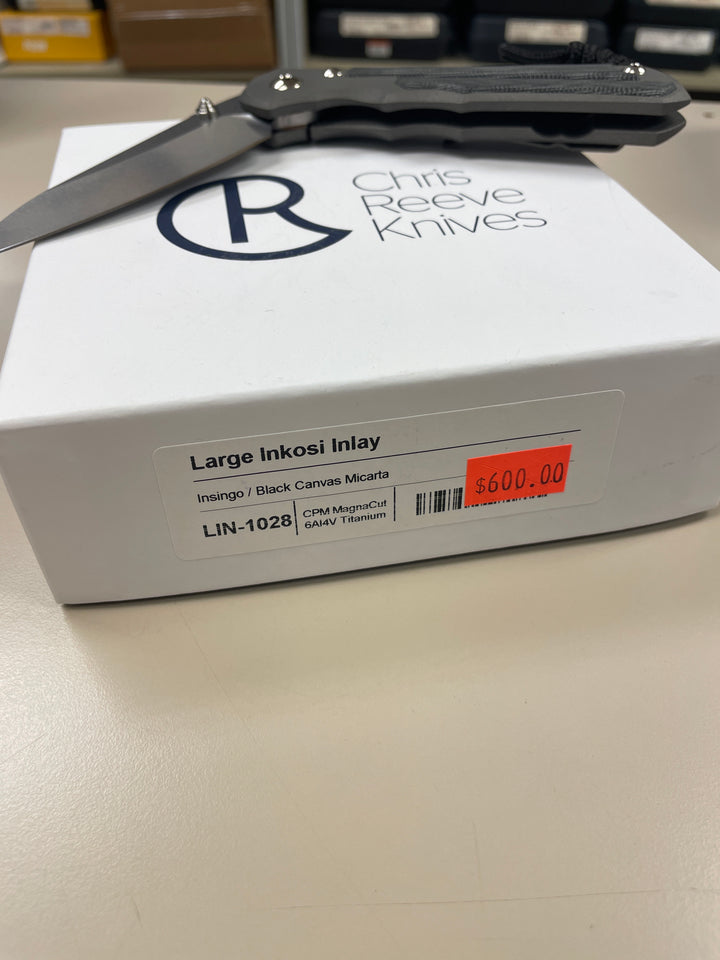 R
Chris
Reeve
Knives
Large Inkosi Inlay
Insingo / Black Canvas Micarta
$600.00
LIN-1028
CPM MagnaCut
6Al4V Titanium